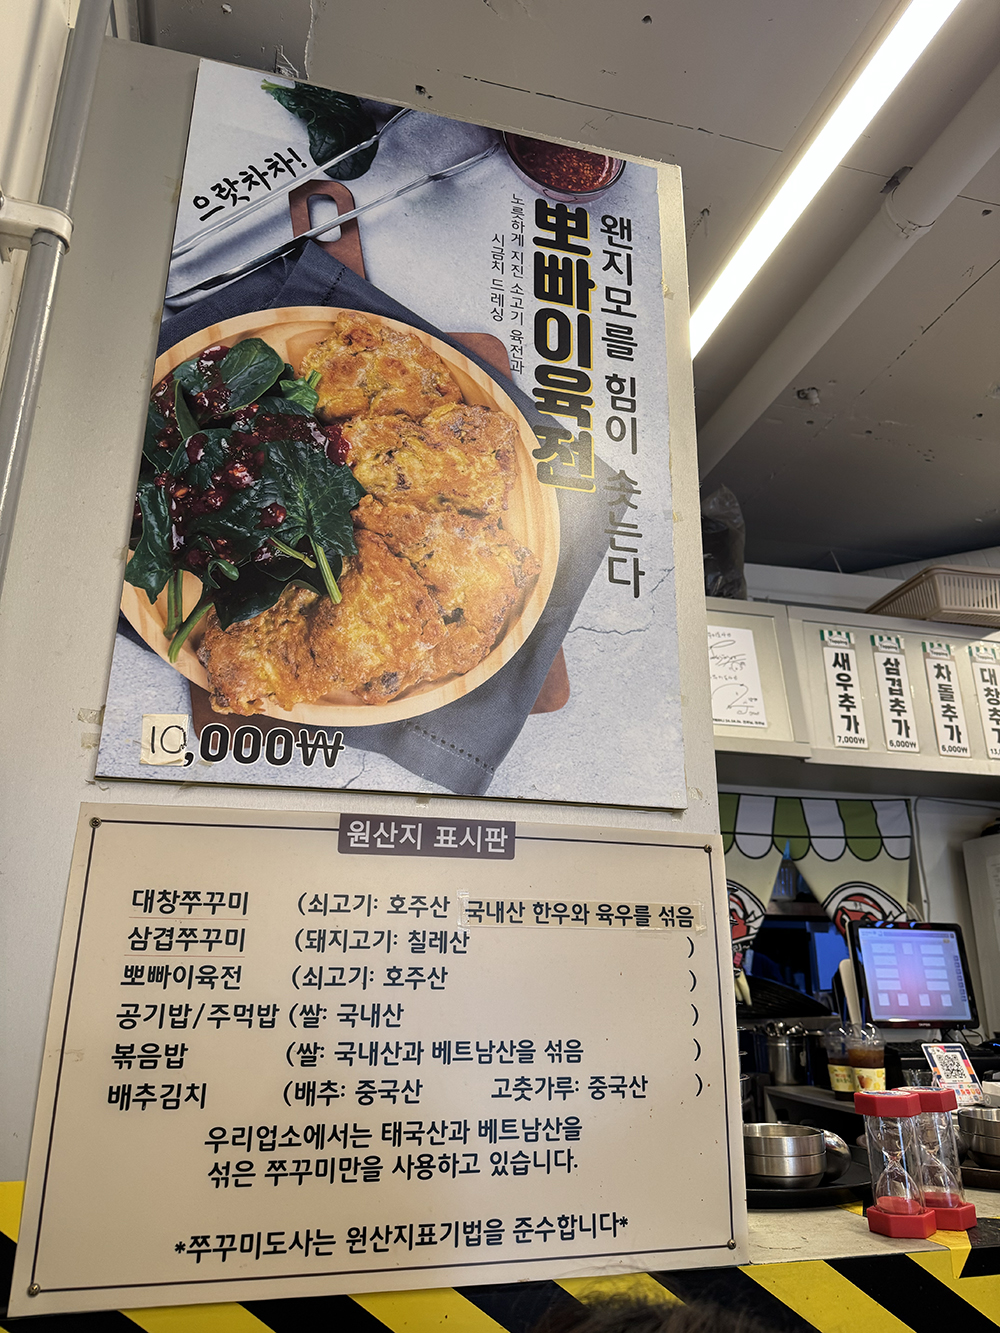 으랏차차!
왠지모를 힘이 솟는다
뽀빠이육전
노릇하게 지진 소고기 육전과
시금치 드레싱
10,000₩
새우추가
7,000₩
삼겹추가
6,000₩
차돌추가
6,000₩
대창추
원산지 표시판
대창쭈꾸미 (쇠고기: 호주산 국내산 한우와 육우를 섞음
삼겹쭈꾸미 (돼지고기: 칠레산 )
뽀빠이육전 (쇠고기: 호주산 )
공기밥/주먹밥 (쌀: 국내산 )
볶음밥 (쌀: 국내산과 베트남산을 섞음 )
배추김치 (배추: 중국산 고춧가루: 중국산 )
우리업소에서는 태국산과 베트남산을
섞은 쭈꾸미만을 사용하고 있습니다.
*쭈꾸미도사는 원산지표기법을 준수합니다*